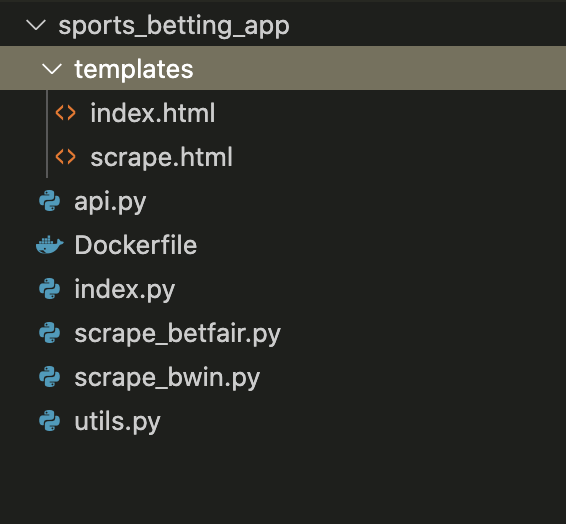 sports_betting_app
templates
index.html
scrape.html
api.py
Dockerfile
index.py
scrape_betfair.py
scrape_bwin.py
utils.py